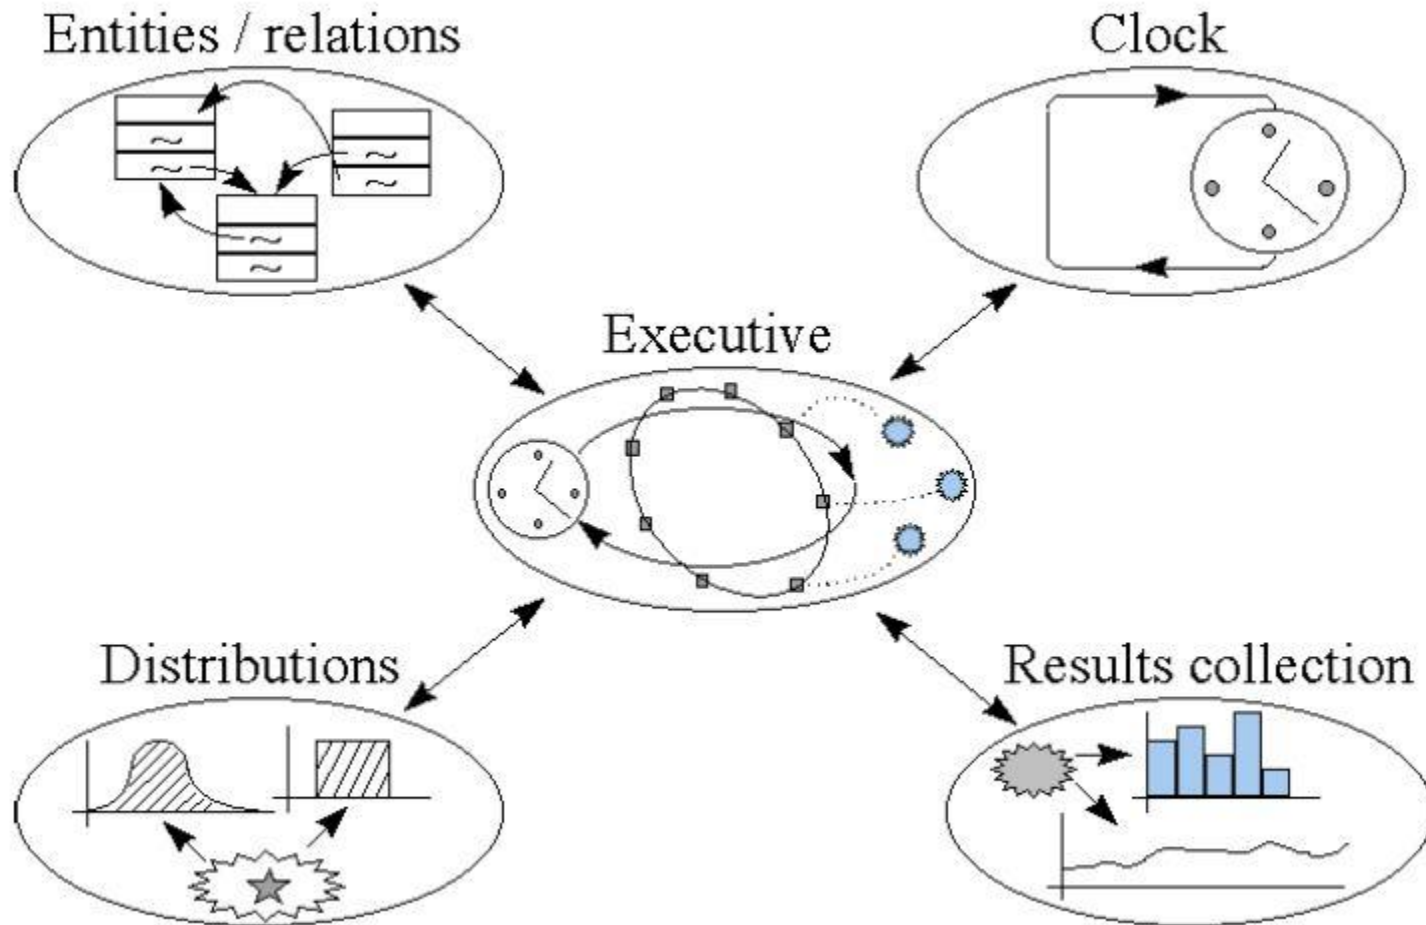 Entities / relations
Clock
Executive
Distributions
Results collection